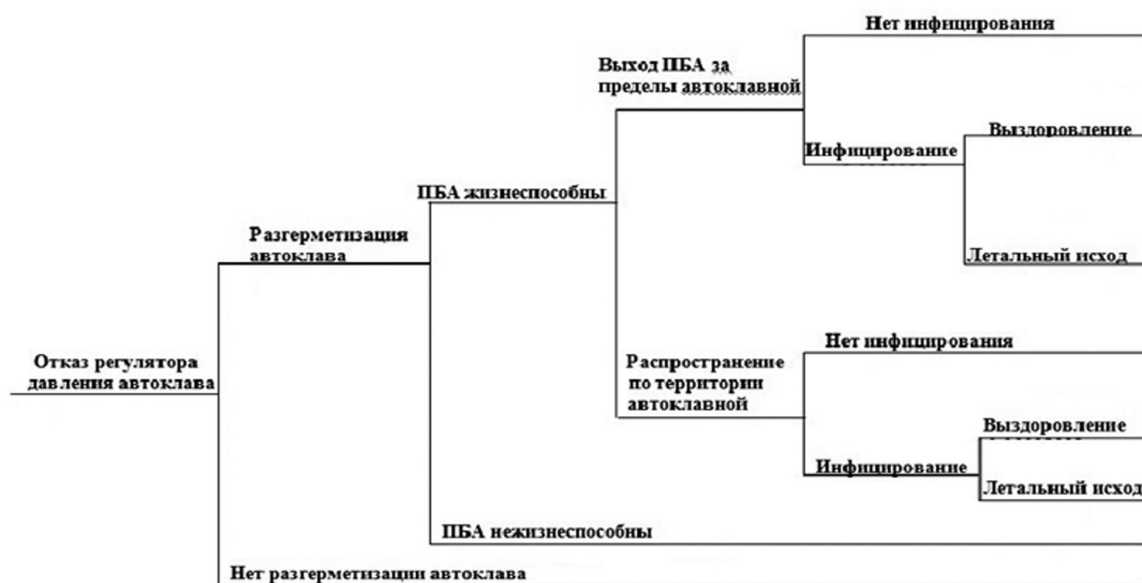 Нет инфицирования
Выход ПБА за
пределы автоклавной
Выздоровление
Инфицирование
ПБА жизнеспособны
Разгерметизация
автоклава
Летальный исход
Нет инфицирования
Отказ регулятора
давления автоклава
Распространение
по территории
автоклавной
Выздоровление
Инфицирование
Летальный исход
ПБА нежизнеспособны
Нет разгерметизации автоклава